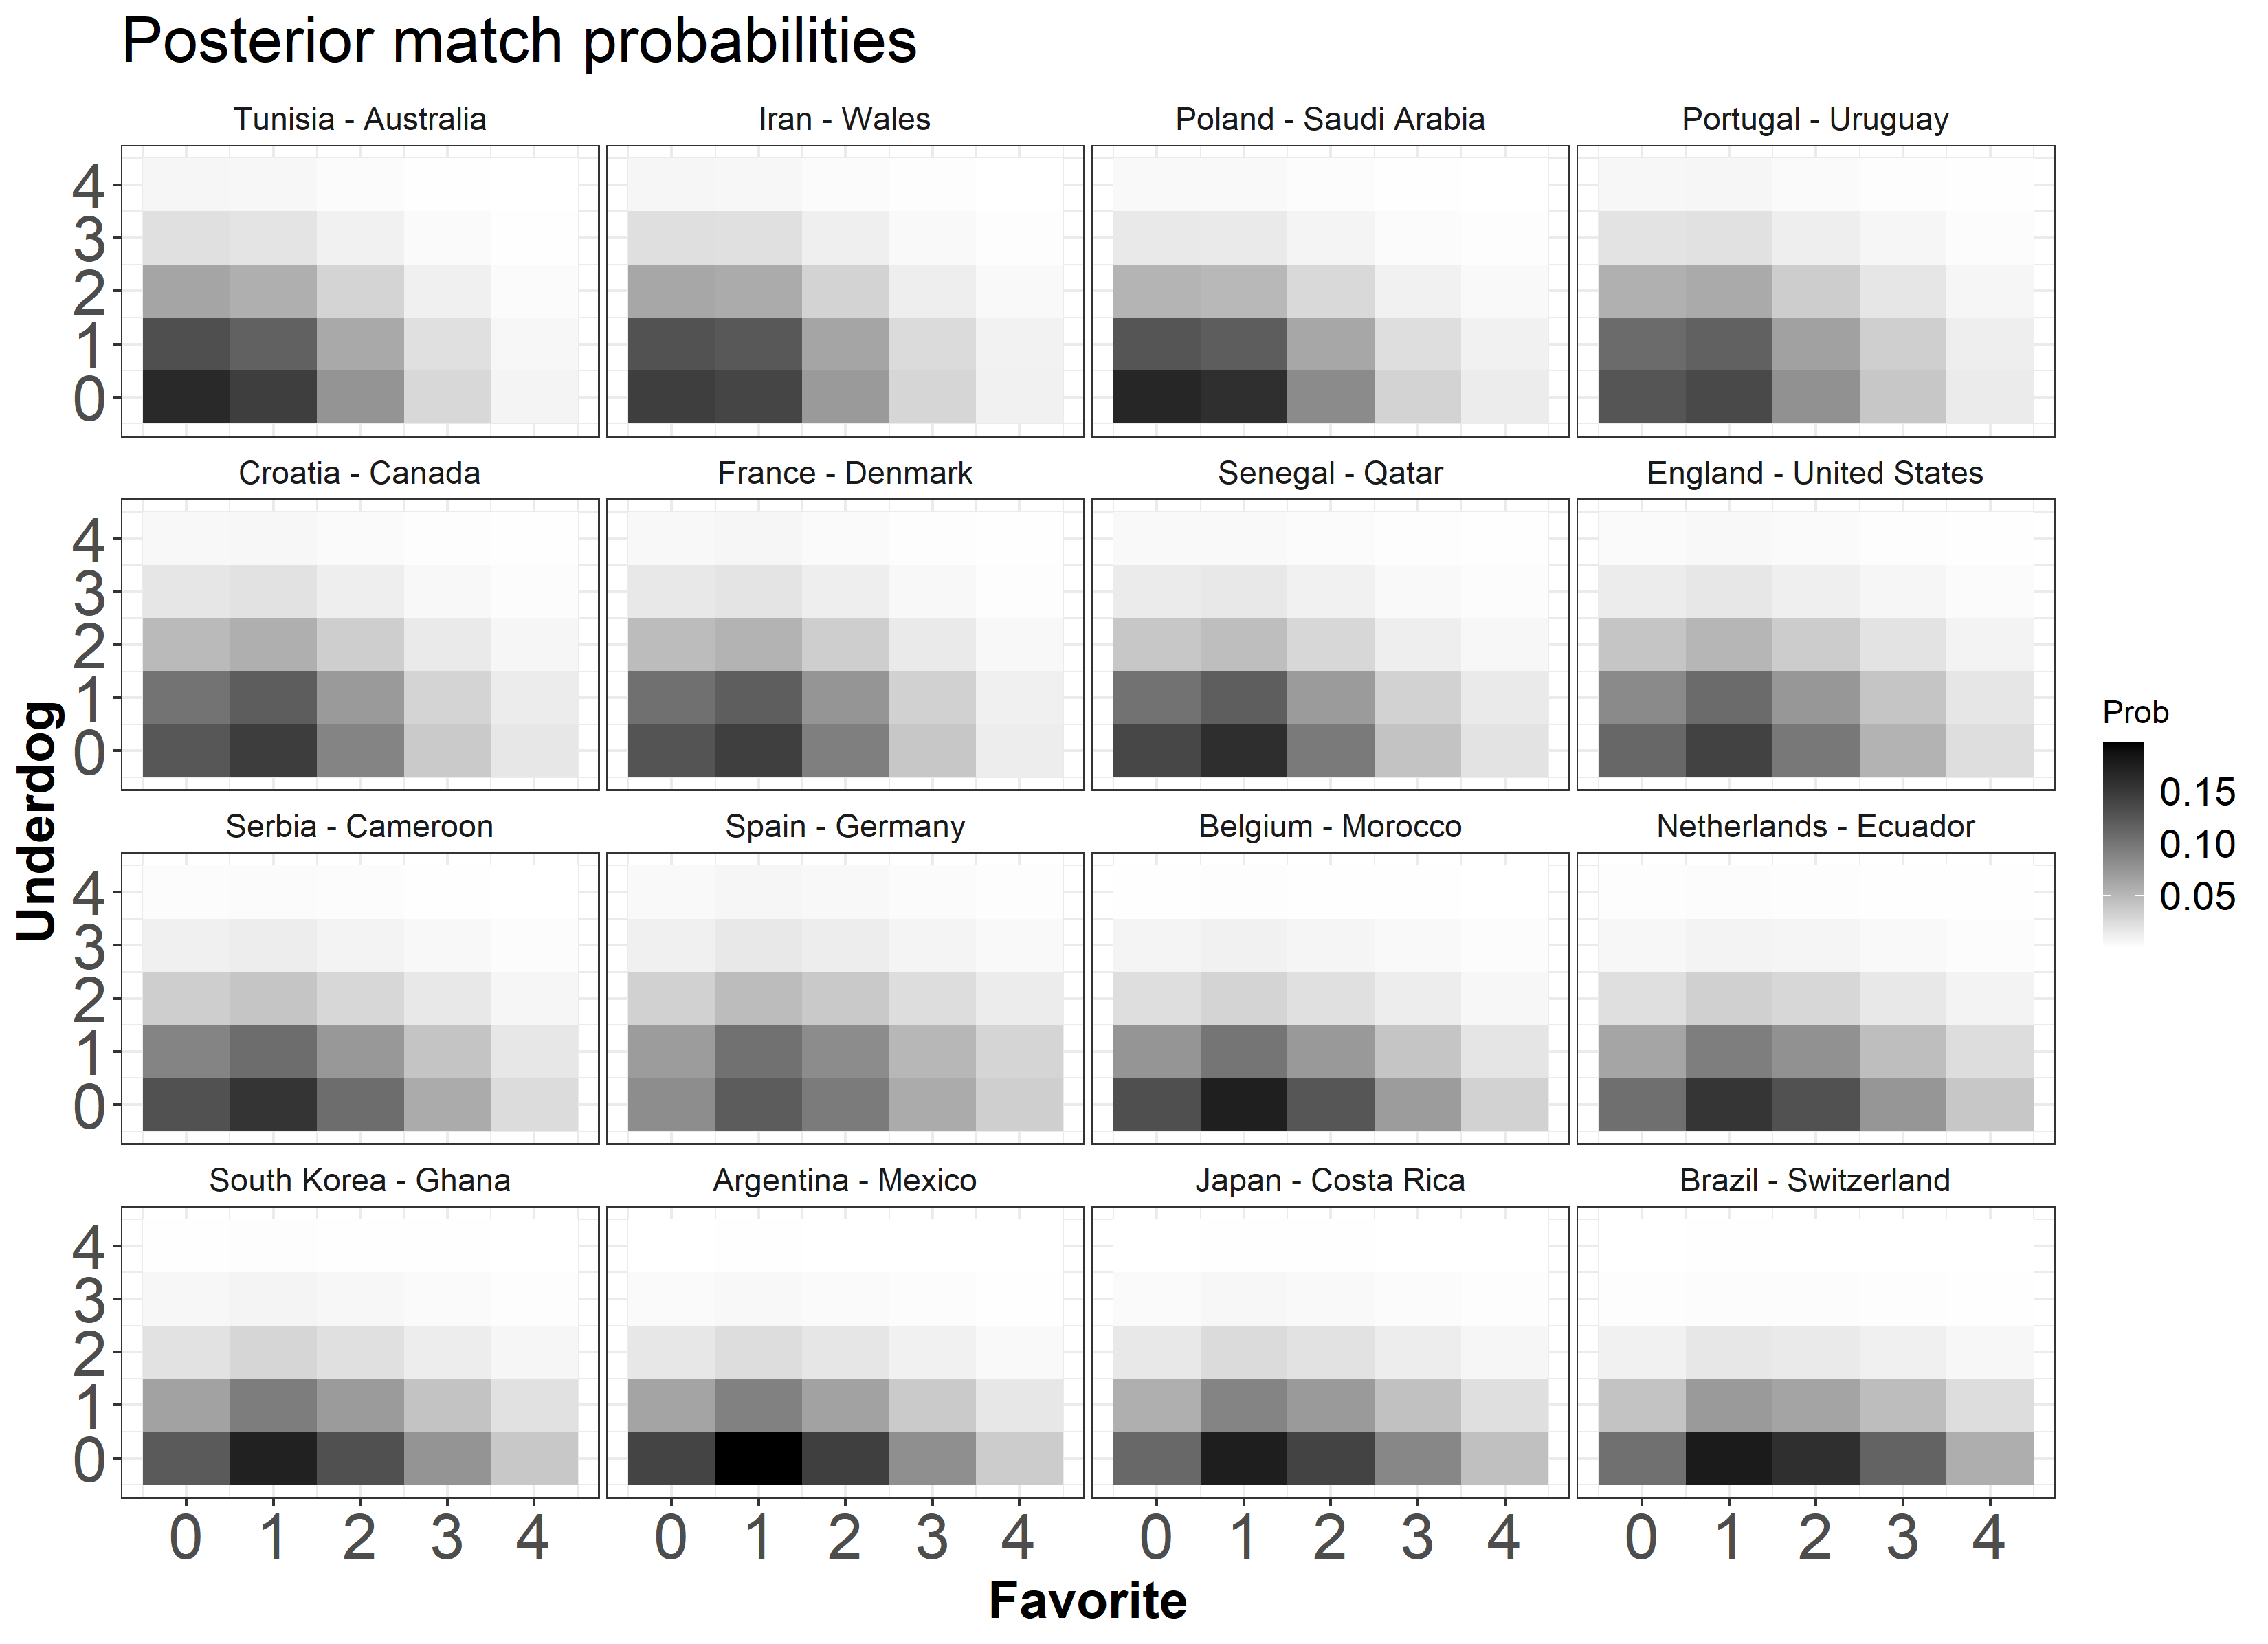 Posterior match probabilities
Tunisia - Australia
Iran - Wales
Poland - Saudi Arabia
Portugal - Uruguay
4
3
2
1
0
Croatia - Canada
France - Denmark
Senegal - Qatar
England - United States
4
3
2
1
0
Serbia - Cameroon
Spain - Germany
Belgium - Morocco
Netherlands - Ecuador
4
3
2
1
0
South Korea - Ghana
Argentina - Mexico
Japan - Costa Rica
Brazil - Switzerland
4
3
2
1
0
0 1 2 3 4
0 1 2 3 4
0 1 2 3 4
0 1 2 3 4
Favorite
Underdog
Prob
0.15
0.10
0.05